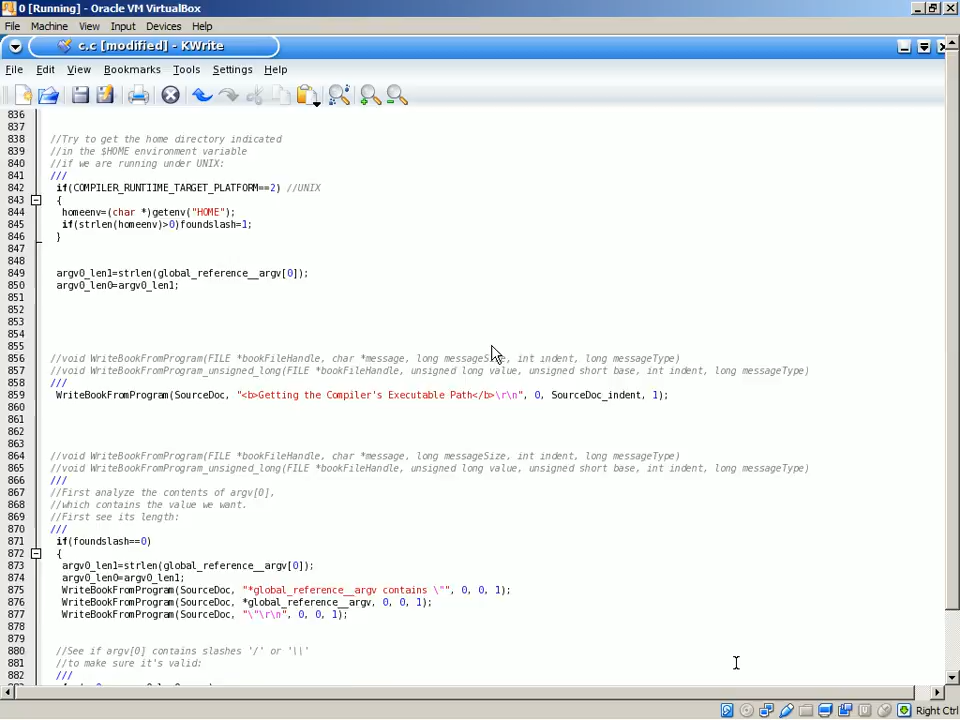 0 [Running] - Oracle VM VirtualBox
File Machine View Input Devices Help
c.c [modified] - KWrite
File Edit View Bookmarks Tools Settings Help
836
837
838 //Try to get the home directory indicated
839 //in the $HOME environment variable
840 //if we are running under UNIX:
841 ///
842 if(COMPILER_RUNTIIME_TARGET_PLATFORM==2) //UNIX
843 {
844 homeenv=(char *)getenv("HOME");
845 if(strlen(homeenv)>0)foundslash=1;
846 }
847
848
849 argv0_len1=strlen(global_reference__argv[0]);
850 argv0_len0=argv0_len1;
851
852
853
854
855
856 //void WriteBookFromProgram(FILE *bookFileHandle, char *message, long messageSize, int indent, long messageType)
857 //void WriteBookFromProgram_unsigned_long(FILE *bookFileHandle, unsigned long value, unsigned short base, int indent, long messageType)
858 ///
859 WriteBookFromProgram(SourceDoc, "<b>Getting the Compiler's Executable Path</b>\r\n", 0, SourceDoc_indent, 1);
860
861
862
863
864 //void WriteBookFromProgram(FILE *bookFileHandle, char *message, long messageSize, int indent, long messageType)
865 //void WriteBookFromProgram_unsigned_long(FILE *bookFileHandle, unsigned long value, unsigned short base, int indent, long messageType)
866 ///
867 //First analyze the contents of argv[0],
868 //which contains the value we want.
869 //First see its length:
870 ///
871 if(foundslash==0)
872 {
873 argv0_len1=strlen(global_reference__argv[0]);
874 argv0_len0=argv0_len1;
875 WriteBookFromProgram(SourceDoc, "*global_reference__argv contains \"", 0, 0, 1);
876 WriteBookFromProgram(SourceDoc, *global_reference__argv, 0, 0, 1);
877 WriteBookFromProgram(SourceDoc, "\"\r\n", 0, 0, 1);
878
879
880 //See if argv[0] contains slashes '/' or '\\'
881 //to make sure it's valid:
882 ///
Right Ctrl